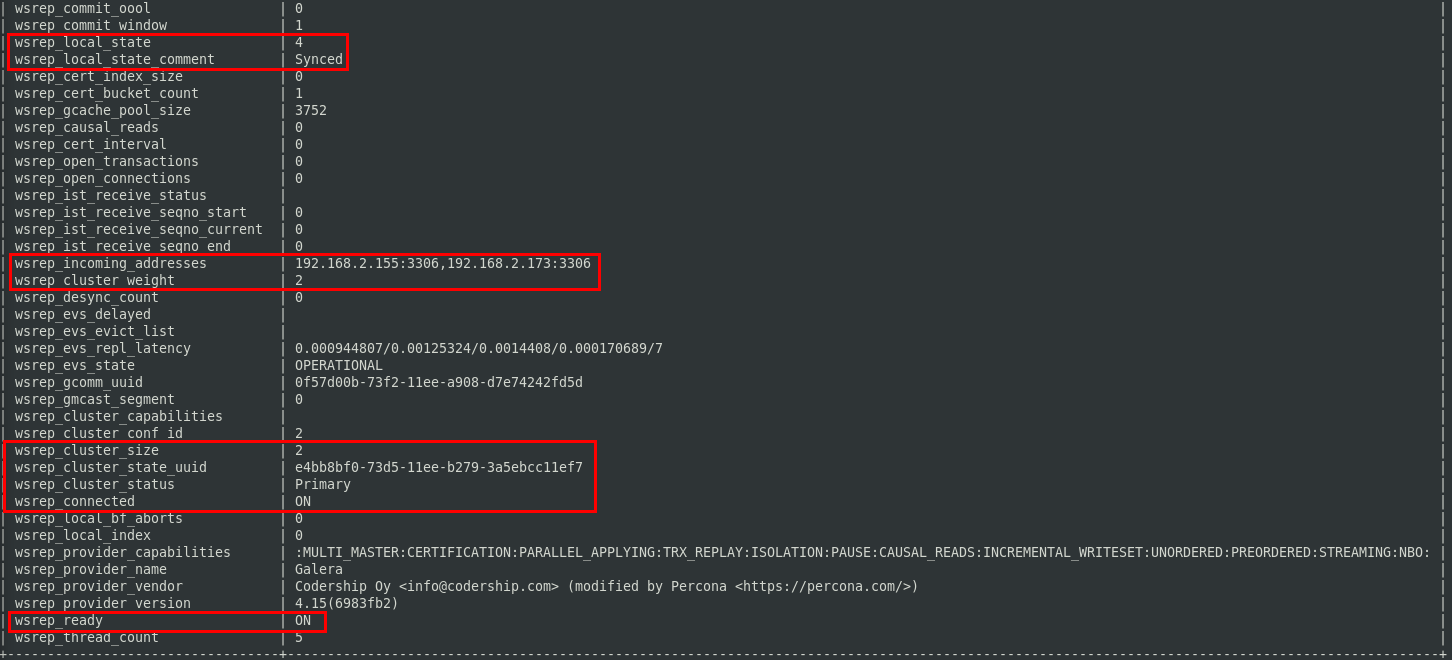 | wsrep_commit_oool | 0 |
| wsrep_commit_window | 1 |
| wsrep_local_state | 4 |
| wsrep_local_state_comment | Synced |
| wsrep_cert_index_size | 0 |
| wsrep_cert_bucket_count | 1 |
| wsrep_gcache_pool_size | 3752 |
| wsrep_causal_reads | 0 |
| wsrep_cert_interval | 0 |
| wsrep_open_transactions | 0 |
| wsrep_open_connections | 0 |
| wsrep_ist_receive_status | |
| wsrep_ist_receive_seqno_start | 0 |
| wsrep_ist_receive_seqno_current | 0 |
| wsrep_ist_receive_seqno_end | 0 |
| wsrep_incoming_addresses | 192.168.2.155:3306,192.168.2.173:3306 |
| wsrep_cluster_weight | 2 |
| wsrep_desync_count | 0 |
| wsrep_evs_delayed | |
| wsrep_evs_evict_list | |
| wsrep_evs_repl_latency | 0.000944807/0.00125324/0.0014408/0.000170689/7 |
| wsrep_evs_state | OPERATIONAL |
| wsrep_gcomm_uuid | 0f57d00b-73f2-11ee-a908-d7e74242fd5d |
| wsrep_gmcast_segment | 0 |
| wsrep_cluster_capabilities | |
| wsrep_cluster_conf_id | 2 |
| wsrep_cluster_size | 2 |
| wsrep_cluster_state_uuid | e4bb8bf0-73d5-11ee-b279-3a5ebcc11ef7 |
| wsrep_cluster_status | Primary |
| wsrep_connected | ON |
| wsrep_local_bf_aborts | 0 |
| wsrep_local_index | 0 |
| wsrep_provider_capabilities | :MULTI_MASTER:CERTIFICATION:PARALLEL_APPLYING:TRX_REPLAY:ISOLATION:PAUSE:CAUSAL_READS:INCREMENTAL_WRITESET:UNORDERED:PREORDERED:STREAMING:NBO: |
| wsrep_provider_name | Galera |
| wsrep_provider_vendor | Codership Oy <info@codership.com> (modified by Percona <https://percona.com/>) |
| wsrep_provider_version | 4.15(6983fb2) |
| wsrep_ready | ON |
| wsrep_thread_count | 5 |